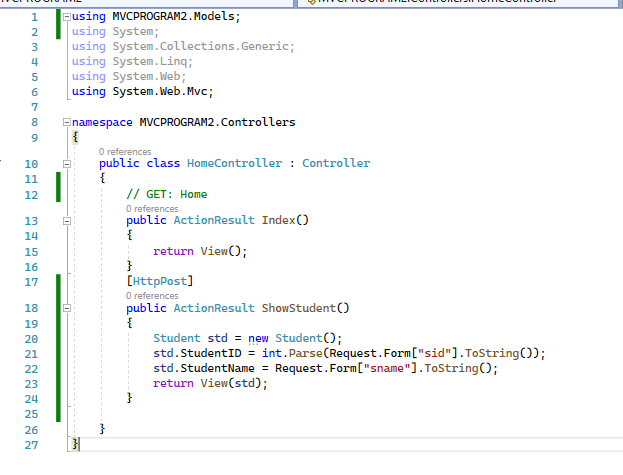 1 using MVCPROGRAM2.Models;
2 using System;
3 using System.Collections.Generic;
4 using System.Linq;
5 using System.Web;
6 using System.Web.Mvc;
7
8 namespace MVCPROGRAM2.Controllers
9 {
0 references
10 public class HomeController : Controller
11 {
12 // GET: Home
0 references
13 public ActionResult Index()
14 {
15 return View();
16 }
17 [HttpPost]
0 references
18 public ActionResult ShowStudent()
19 {
20 Student std = new Student();
21 std.StudentID = int.Parse(Request.Form["sid"].ToString());
22 std.StudentName = Request.Form["sname"].ToString();
23 return View(std);
24 }
25
26 }
27 }